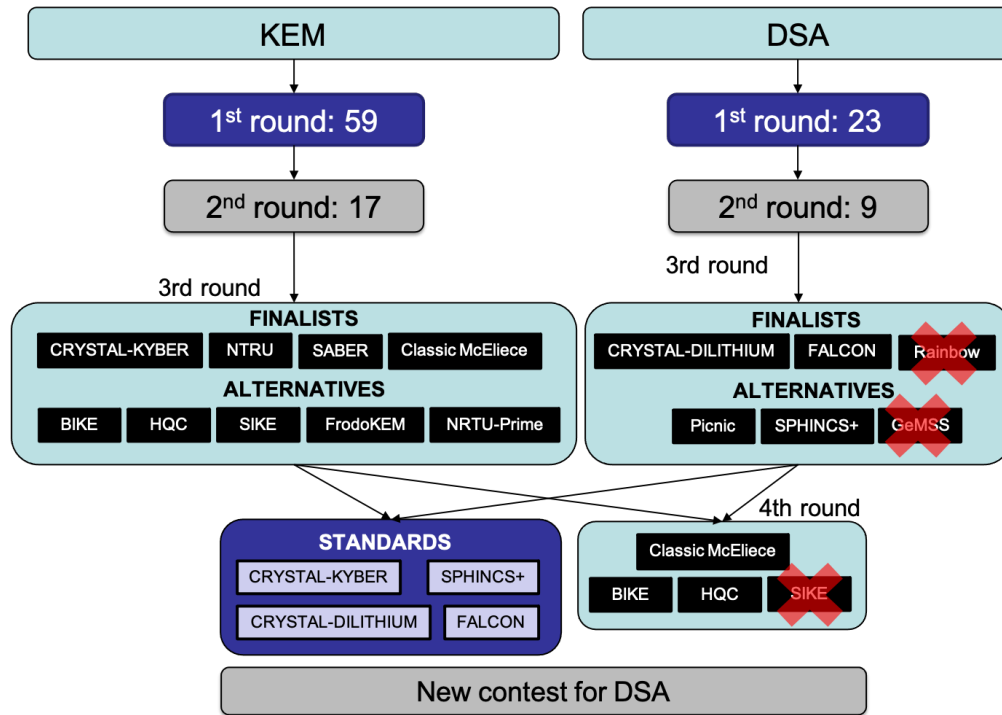 KEM
DSA
1st round: 59
1st round: 23
2nd round: 17
2nd round: 9
3rd round
3rd round
FINALISTS
CRYSTAL-KYBER NTRU SABER Classic McEliece
ALTERNATIVES
BIKE HQC SIKE FrodoKEM NRTU-Prime
FINALISTS
CRYSTAL-DILITHIUM FALCON Rainbow
ALTERNATIVES
Picnic SPHINCS+ GeMSS
4th round
STANDARDS
CRYSTAL-KYBER SPHINCS+
CRYSTAL-DILITHIUM FALCON
Classic McEliece
BIKE HQC SIKE
New contest for DSA